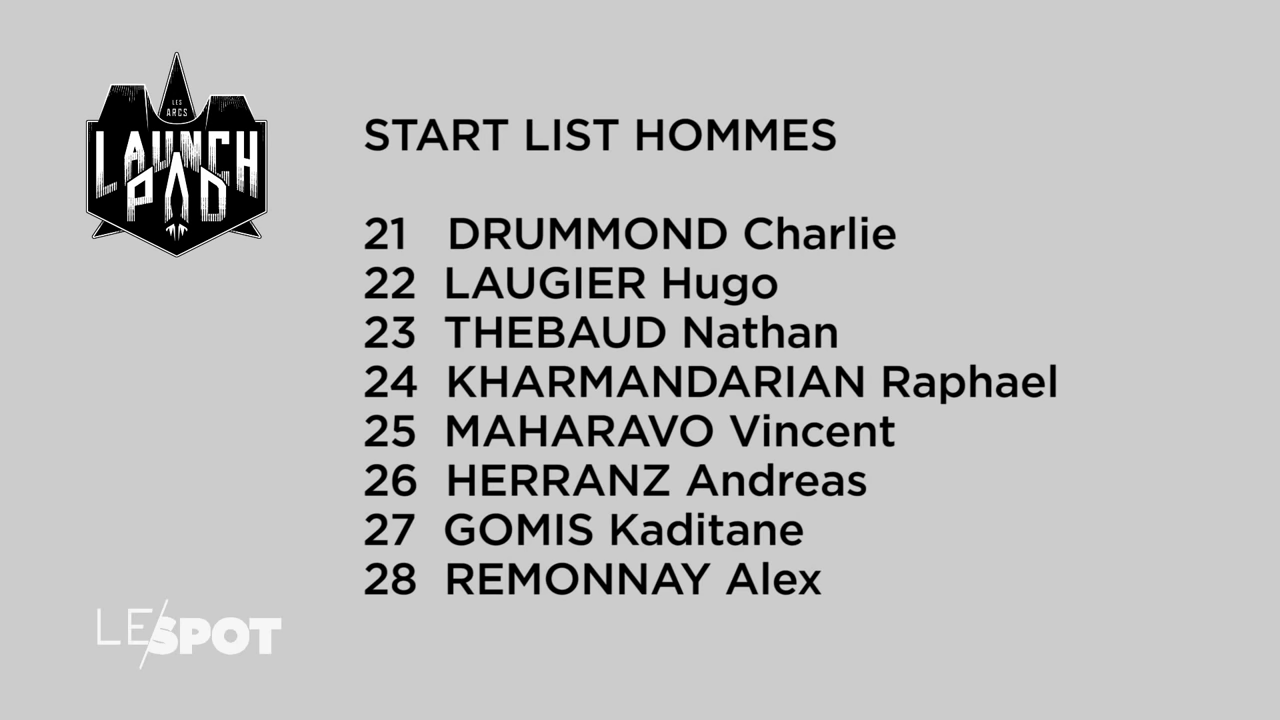 LES
ARCS
LAUNCH
PAD
START LIST HOMMES
21 DRUMMOND Charlie
22 LAUGIER Hugo
23 THEBAUD Nathan
24 KHARMANDARIAN Raphael
25 MAHARAVO Vincent
26 HERRANZ Andreas
27 GOMIS Kaditane
28 REMONNAY Alex
LE/SPOT